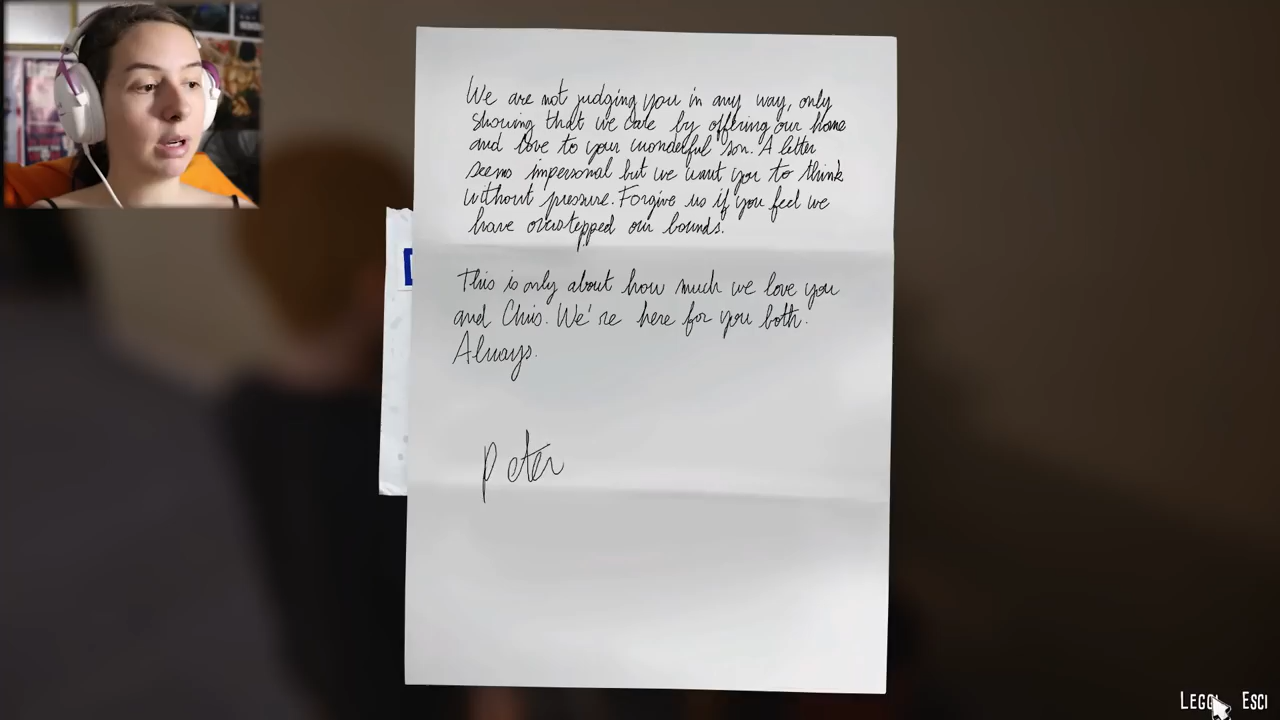 We are not judging you in any way, only
showing that we care by offering our home
and love to your wonderful son. A letter
seems impersonal but we want you to think
without pressure. Forgive us if you feel we
have overstepped our bounds.
This is only about how much we love you
and Chris. We're here for you both.
Always.
Peter
Leggi Esci